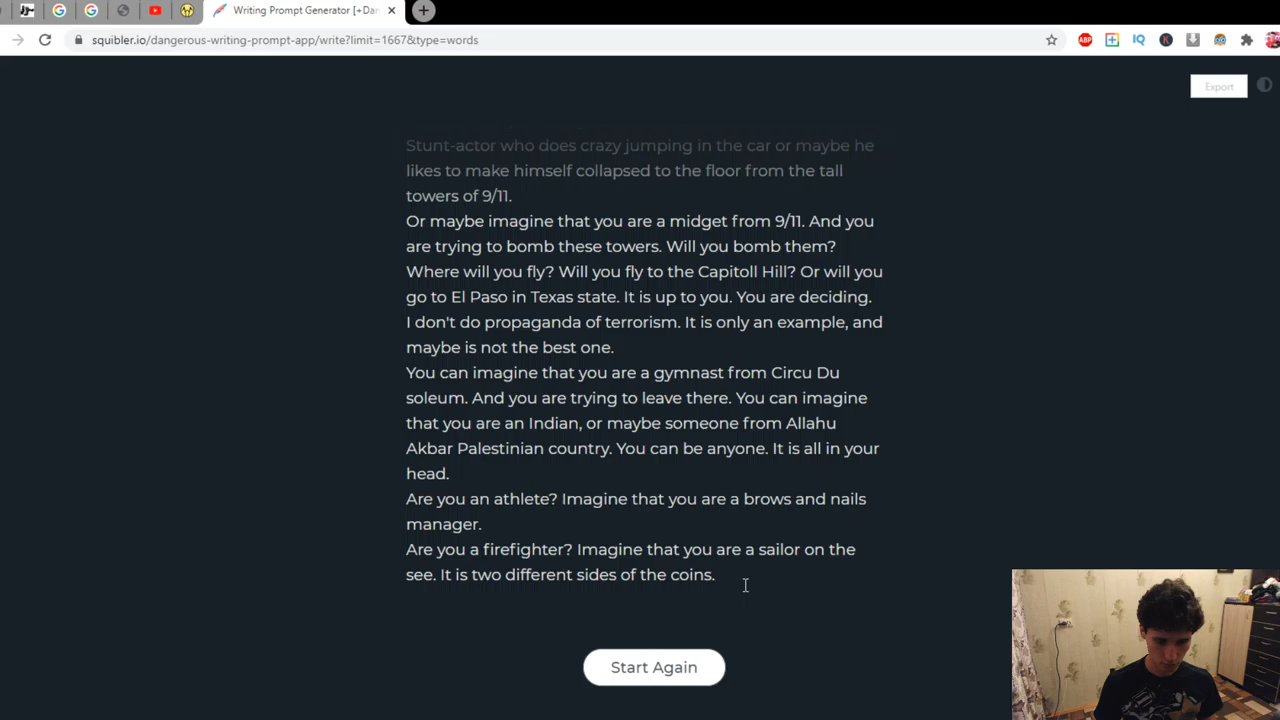 Writing Prompt Generator [+Dan
squibler.io/dangerous-writing-prompt-app/write?limit=1667&type=words
ABP
IQ
K
Export
Stunt-actor who does crazy jumping in the car or maybe he
likes to make himself collapsed to the floor from the tall
towers of 9/11.
Or maybe imagine that you are a midget from 9/11. And you
are trying to bomb these towers. Will you bomb them?
Where will you fly? Will you fly to the Capitoll Hill? Or will you
go to El Paso in Texas state. It is up to you. You are deciding.
I don't do propaganda of terrorism. It is only an example, and
maybe is not the best one.
You can imagine that you are a gymnast from Circu Du
soleum. And you are trying to leave there. You can imagine
that you are an Indian, or maybe someone from Allahu
Akbar Palestinian country. You can be anyone. It is all in your
head.
Are you an athlete? Imagine that you are a brows and nails
manager.
Are you a firefighter? Imagine that you are a sailor on the
see. It is two different sides of the coins.
Start Again